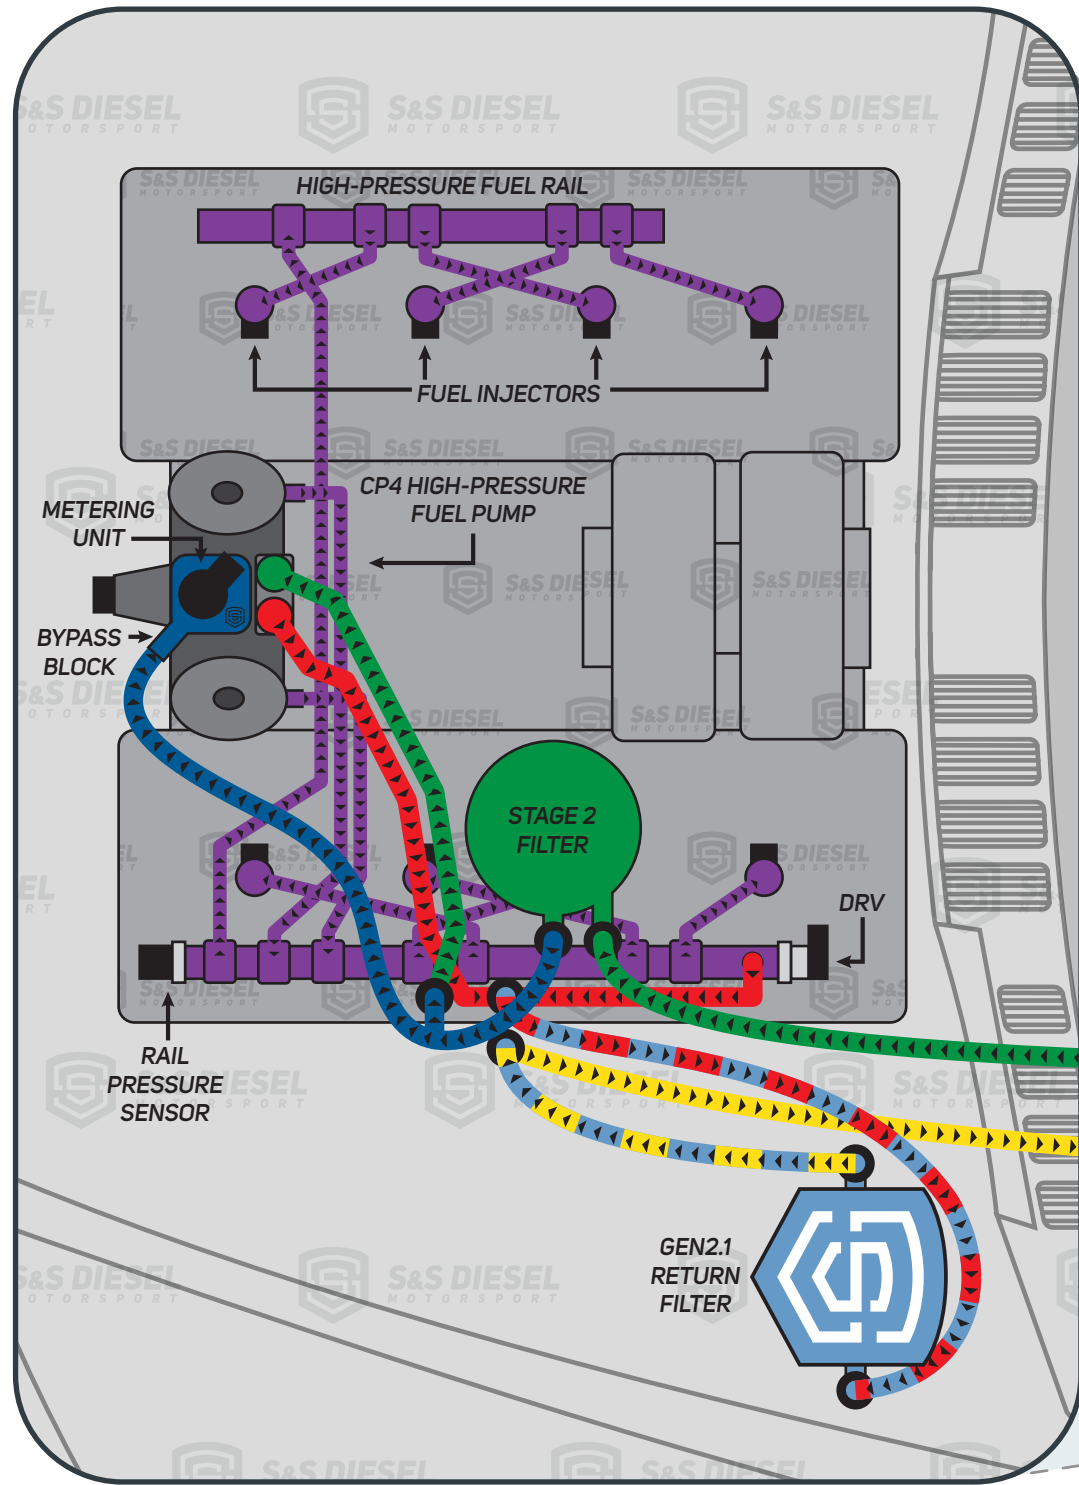 S&S DIESEL
MOTORSPORT
HIGH-PRESSURE FUEL RAIL
FUEL INJECTORS
CP4 HIGH-PRESSURE
FUEL PUMP
METERING
UNIT
BYPASS
BLOCK
STAGE 2
FILTER
DRV
RAIL
PRESSURE
SENSOR
GEN2.1
RETURN
FILTER